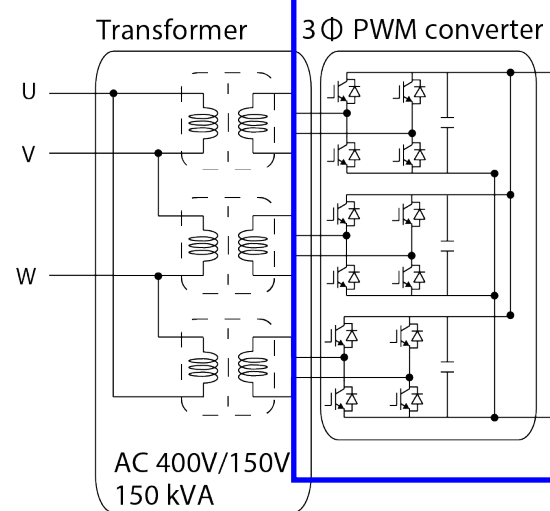 Transformer
3Φ PWM converter
U
V
W
AC 400V/150V
150 kVA